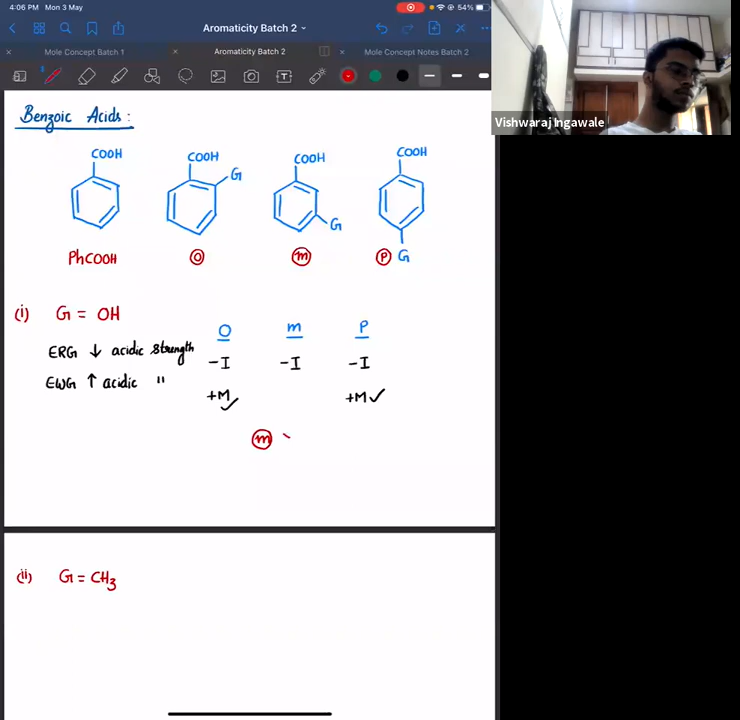 4:06 PM Mon 3 May
54%
Aromaticity Batch 2
Mole Concept Batch 1
Aromaticity Batch 2
Mole Concept Notes Batch 2
Vishwaraj Ingawale
Benzoic Acids:
COOH COOH COOH COOH
G G G
PhCOOH O m P
(i) G = OH
O m P
ERG ↓ acidic strength -I -I -I
EWG ↑ acidic " +M ✓ +M ✓
m
(ii) G = CH3